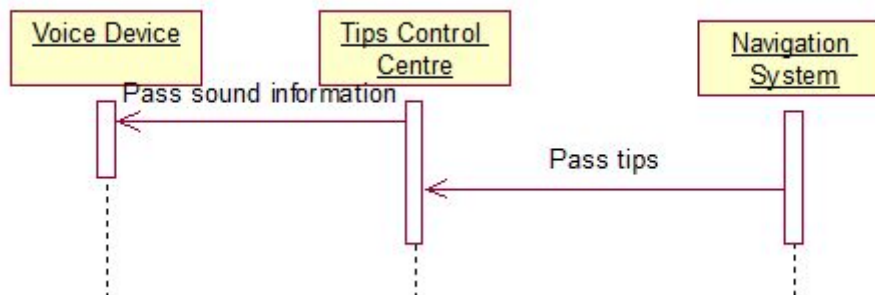 Voice Device
Tips Control
Centre
Navigation
System
Pass sound information
Pass tips